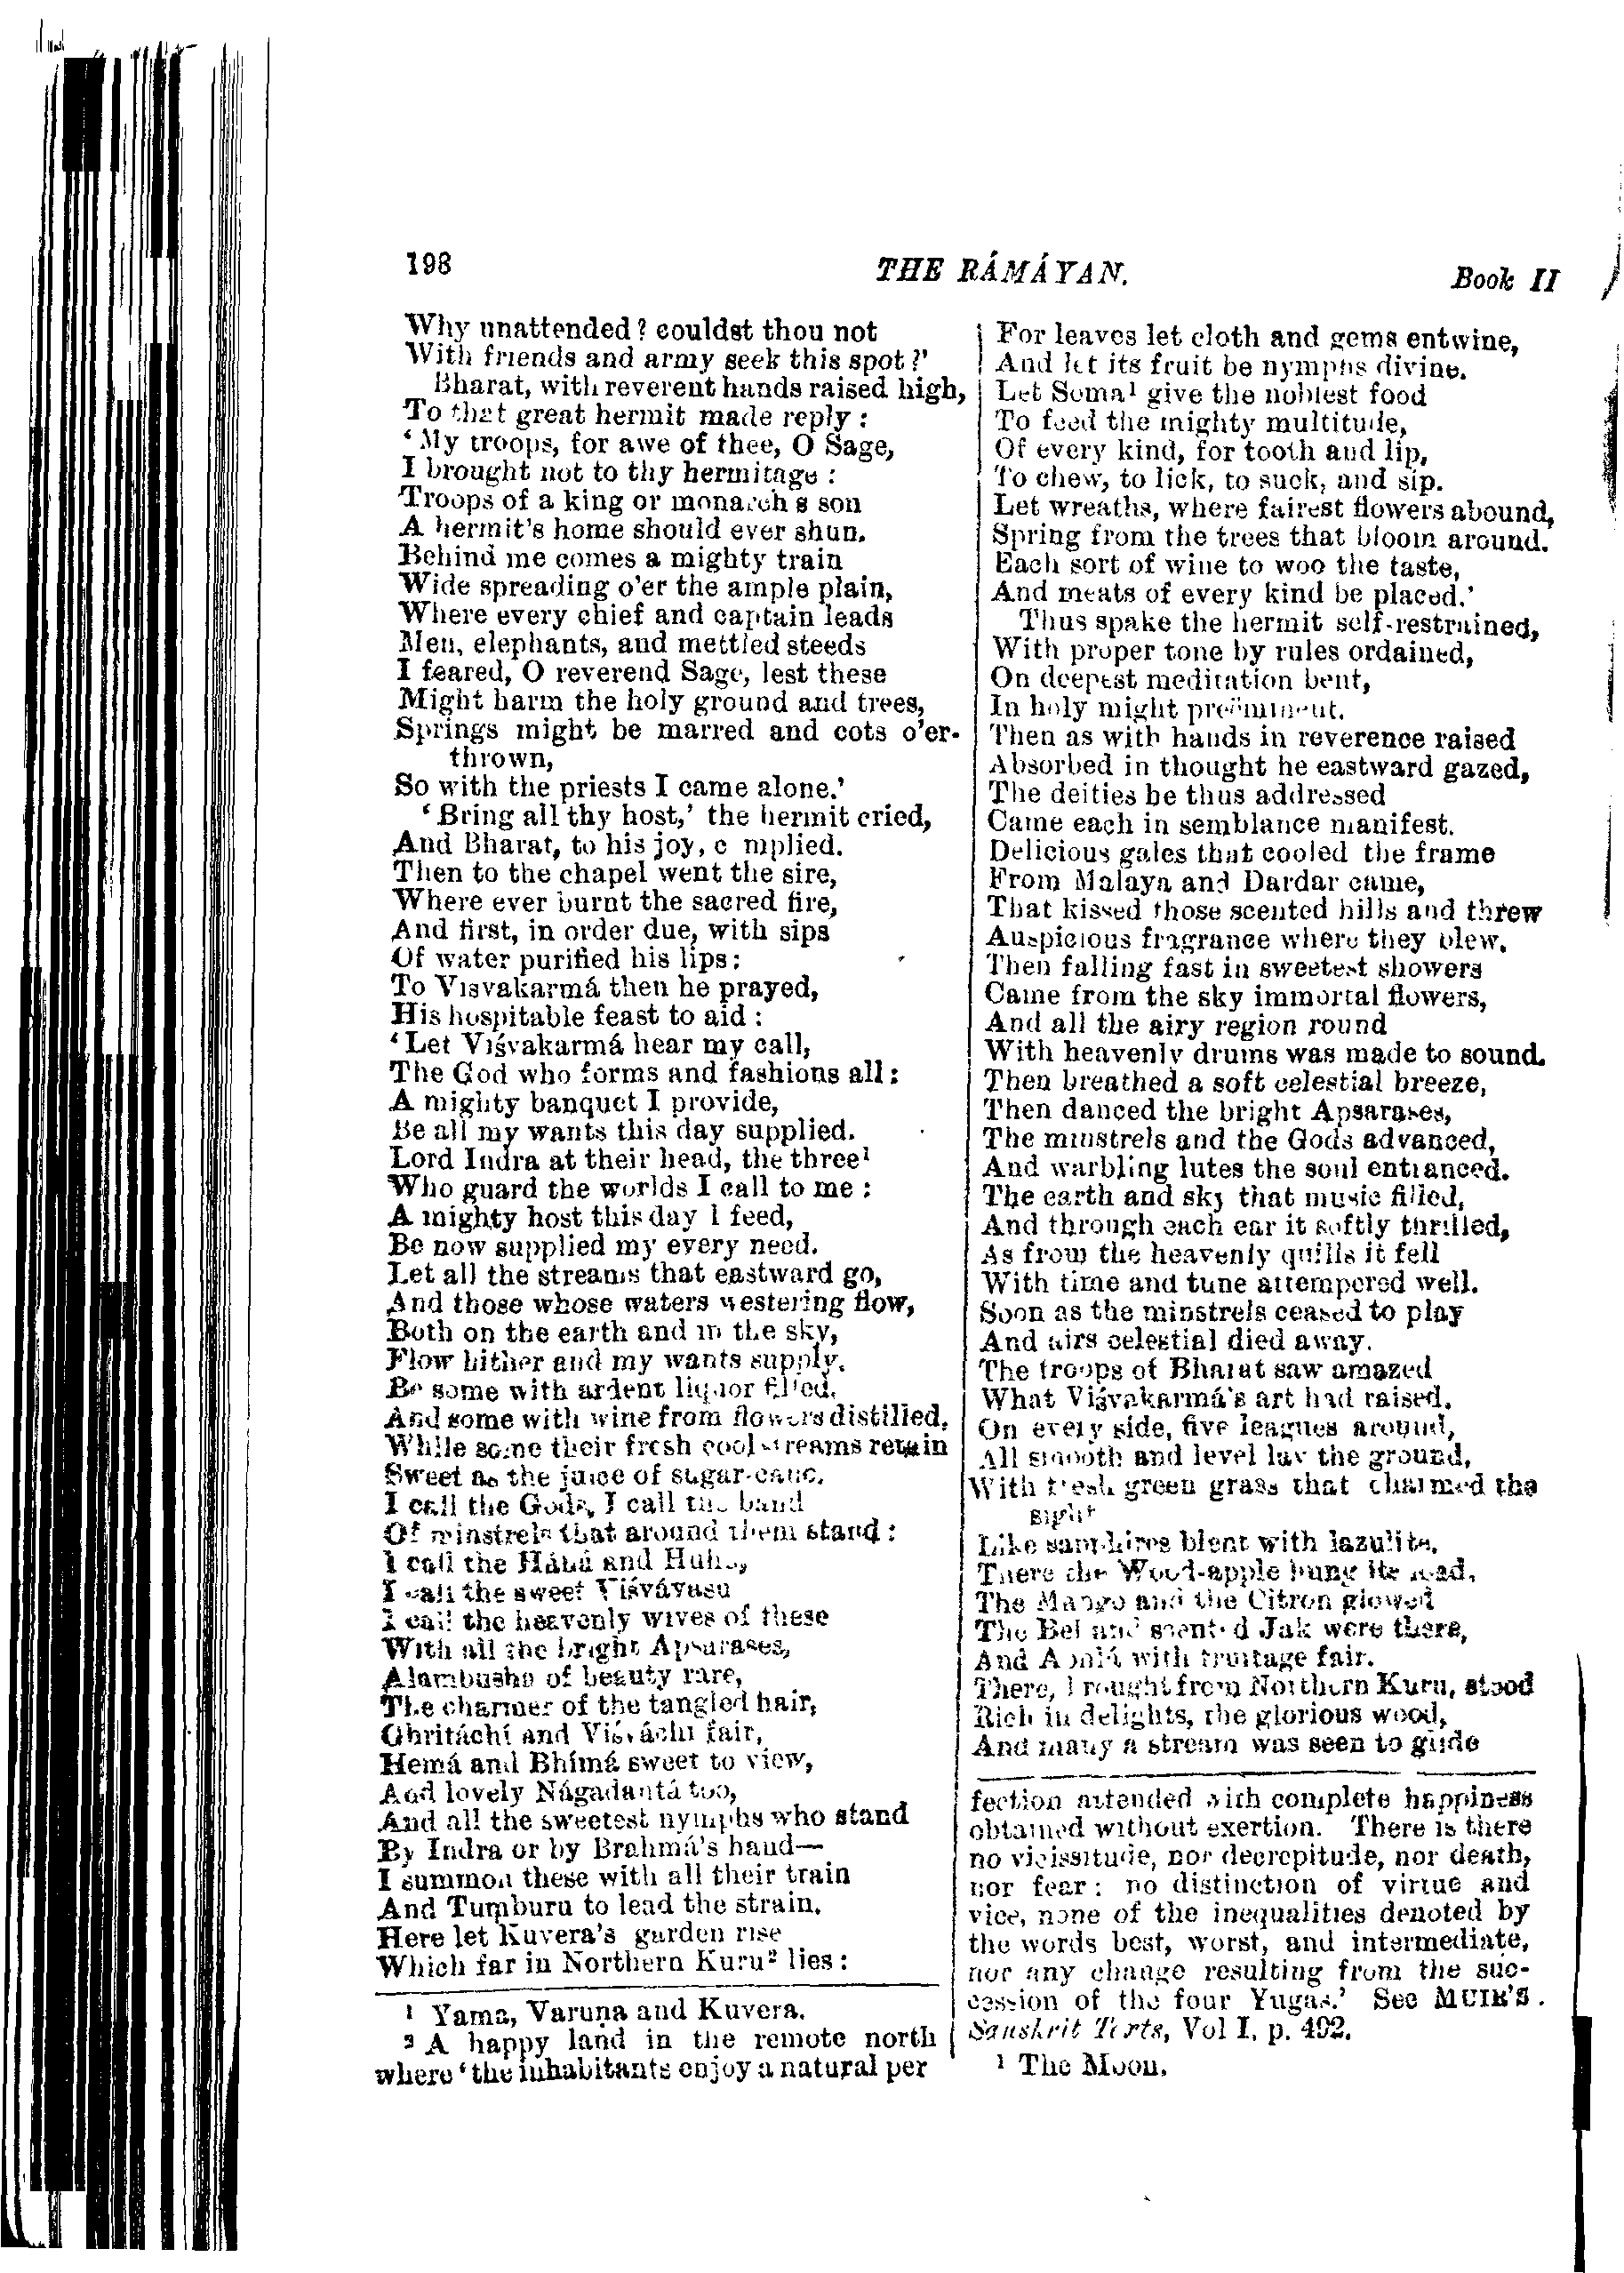 198
THE RÁMÁYAN.
Book II
Why unattended? couldst thou not
With friends and army seek this spot?'
Bharat, with reverent hands raised high,
To that great hermit made reply:
'My troops, for awe of thee, O Sage,
I brought not to thy hermitage:
Troops of a king or monarch s son
A hermit's home should ever shun.
Behind me comes a mighty train
Wide spreading o'er the ample plain,
Where every chief and captain leads
Men, elephants, and mettled steeds
I feared, O reverend Sage, lest these
Might harm the holy ground and trees,
Springs might be marred and cots o'er-
thrown,
So with the priests I came alone.'
'Bring all thy host,' the hermit cried,
And Bharat, to his joy, c mplied.
Then to the chapel went the sire,
Where ever burnt the sacred fire,
And first, in order due, with sips
Of water purified his lips:
To Visvakarmá then he prayed,
His hospitable feast to aid:
'Let Viśvakarmá hear my call,
The God who forms and fashions all:
A mighty banquet I provide,
Be all my wants this day supplied.
Lord Indra at their head, the three¹
Who guard the worlds I call to me:
A mighty host this day I feed,
Be now supplied my every need.
Let all the streams that eastward go,
And those whose waters westering flow,
Both on the earth and in the sky,
Flow hither and my wants supply.
Be some with ardent liquor filled,
And some with wine from flowers distilled,
While some their fresh cool streams retain
Sweet as the juice of sugar-cane.
I call the Gods, I call the band
Of minstrels that around them stand:
I call the Háhá and Huhú,
I call the sweet Viśvávasu
I call the heavenly wives of these
With all the bright Apsarases,
Alambusha of beauty rare,
The charmer of the tangled hair,
Ghritáchí and Viśváchi fair,
Hemá and Bhímá sweet to view,
And lovely Nágadantá too,
And all the sweetest nymphs who stand
By Indra or by Brahmá's hand—
I summon these with all their train
And Tumburu to lead the strain.
Here let Kuvera's garden rise
Which far in Northern Kuru² lies:
¹ Yama, Varuṇa and Kuvera.
² A happy land in the remote north
where 'the inhabitants enjoy a natural per
For leaves let cloth and gems entwine,
And let its fruit be nymphs divine.
Let Soma¹ give the noblest food
To feed the mighty multitude,
Of every kind, for tooth and lip,
To chew, to lick, to suck, and sip.
Let wreaths, where fairest flowers abound,
Spring from the trees that bloom around.
Each sort of wine to woo the taste,
And meats of every kind be placed.'
Thus spake the hermit self-restrained,
With proper tone by rules ordained,
On deepest meditation bent,
In holy might preëminent.
Then as with hands in reverence raised
Absorbed in thought he eastward gazed,
The deities he thus addressed
Came each in semblance manifest.
Delicious gales that cooled the frame
From Malaya and Dardar came,
That kissed those scented hills and threw
Auspicious fragrance where they blew.
Then falling fast in sweetest showers
Came from the sky immortal flowers,
And all the airy region round
With heavenly drums was made to sound.
Then breathed a soft celestial breeze,
Then danced the bright Apsarases,
The minstrels and the Gods advanced,
And warbling lutes the soul entranced.
The earth and sky that music filled,
And through each ear it softly thrilled,
As from the heavenly quills it fell
With time and tune attempered well.
Soon as the minstrels ceased to play
And airs celestial died away.
The troops of Bharat saw amazed
What Viśvakarmá's art had raised.
On every side, five leagues around,
All smooth and level lay the ground,
With fresh green grass that charmed the
sight
Like sapphires blent with lazulite.
There the Wood-apple hung its load,
The Mango and the Citron glowed
The Bel and scented Jak were there,
And Aonlá with fruitage fair.
There, brought from Northern Kuru, stood
Rich in delights, the glorious wood,
And many a stream was seen to glide
fection attended with complete happiness
obtained without exertion. There is there
no vicissitude, nor decrepitude, nor death,
nor fear: no distinction of virtue and
vice, none of the inequalities denoted by
the words best, worst, and intermediate,
nor any change resulting from the suc-
cession of the four Yugas.' See MUIR'S.
Sanskrit Texts, Vol I, p. 492.
¹ The Moon.